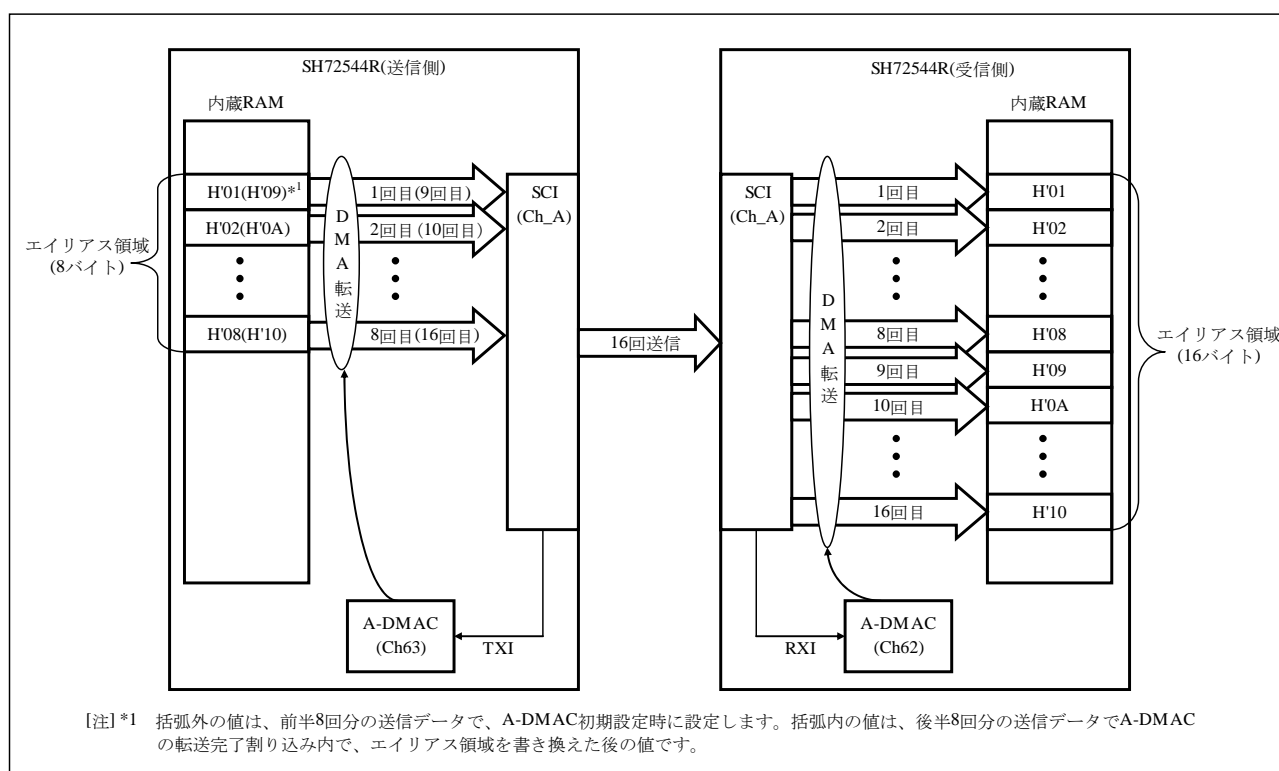 SH72544R(送信側)
内蔵RAM
エイリアス領域
(8バイト)
H'01(H'09)*1
H'02(H'0A)
H'08(H'10)
DMA転送
1回目(9回目)
2回目(10回目)
8回目(16回目)
SCI
(Ch_A)
A-DMAC
(Ch63)
TXI
16回送信
SH72544R(受信側)
内蔵RAM
SCI
(Ch_A)
DMA転送
1回目
2回目
8回目
9回目
10回目
16回目
H'01
H'02
H'08
H'09
H'0A
H'10
エイリアス領域
(16バイト)
RXI
A-DMAC
(Ch62)
[注] *1 括弧外の値は、前半8回分の送信データで、A-DMAC初期設定時に設定します。括弧内の値は、後半8回分の送信データでA-DMAC
の転送完了割り込み内で、エイリアス領域を書き換えた後の値です。